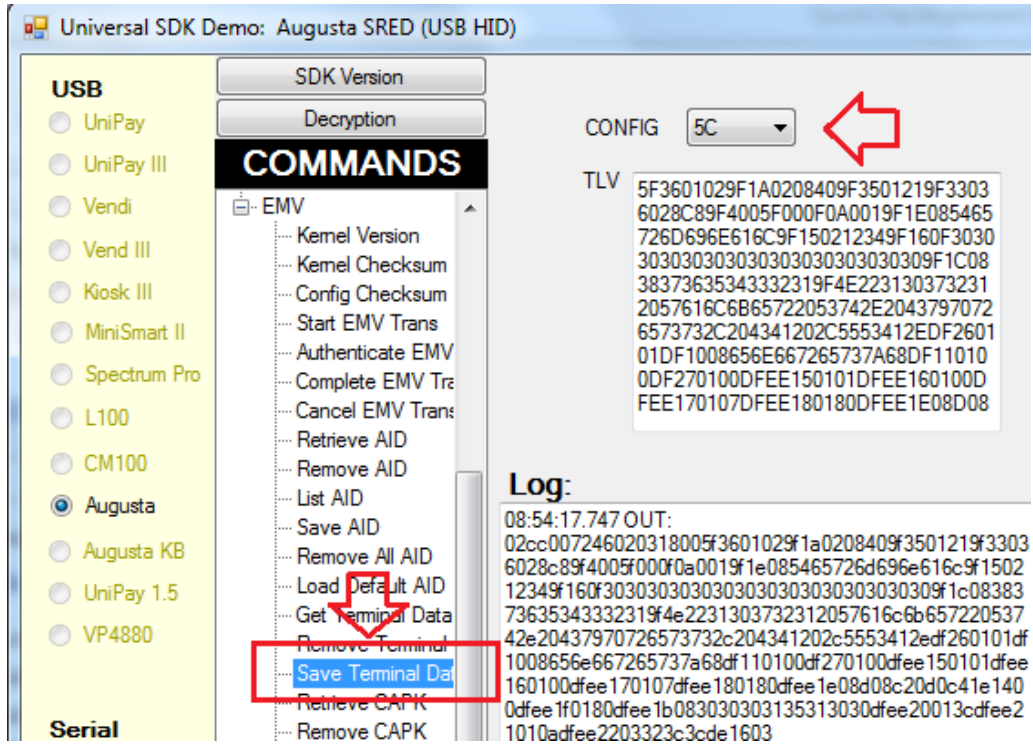 Universal SDK Demo: Augusta SRED (USB HID)
USB
UniPay
UniPay III
Vendi
Vend III
Kiosk III
MiniSmart II
Spectrum Pro
L100
CM100
Augusta
Augusta KB
UniPay 1.5
VP4880
Serial
SDK Version
Decryption
COMMANDS
EMV
Kernel Version
Kernel Checksum
Config Checksum
Start EMV Trans
Authenticate EMV
Complete EMV Tra
Cancel EMV Trans
Retrieve AID
Remove AID
List AID
Save AID
Remove All AID
Load Default AID
Get Terminal Data
Remove Terminal
Save Terminal Dat
Retrieve CAPK
Remove CAPK
CONFIG 5C
TLV
5F3601029F1A0208409F3501219F3303
6028C89F4005F000F0A0019F1E085465
726D696E616C9F150212349F160F3030
303030303030303030303030309F1C08
38373635343332319F4E223130373231
2057616C6B65722053742E2043797072
6573732C204341202C5553412EDF2601
01DF1008656E667265737A68DF11010
0DF270100DFEE150101DFEE160100D
FEE170107DFEE180180DFEE1E08D08
Log:
08:54:17.747 OUT:
02cc007246020318005f3601029f1a0208409f3501219f3303
6028c89f4005f000f0a0019f1e085465726d696e616c9f1502
12349f160f3030303030303030303030303030309f1c08383
73635343332319f4e2231303732312057616c6b657220537
42e20437970726573732c204341202c5553412edf260101df
1008656e667265737a68df110100df270100dfee150101dfee
160100dfee170107dfee180180dfee1e08d08c20d0c41e140
0dfee1f0180dfee1b083030303135313030dfee20013cdfee2
1010adfee2203323c3cde1603